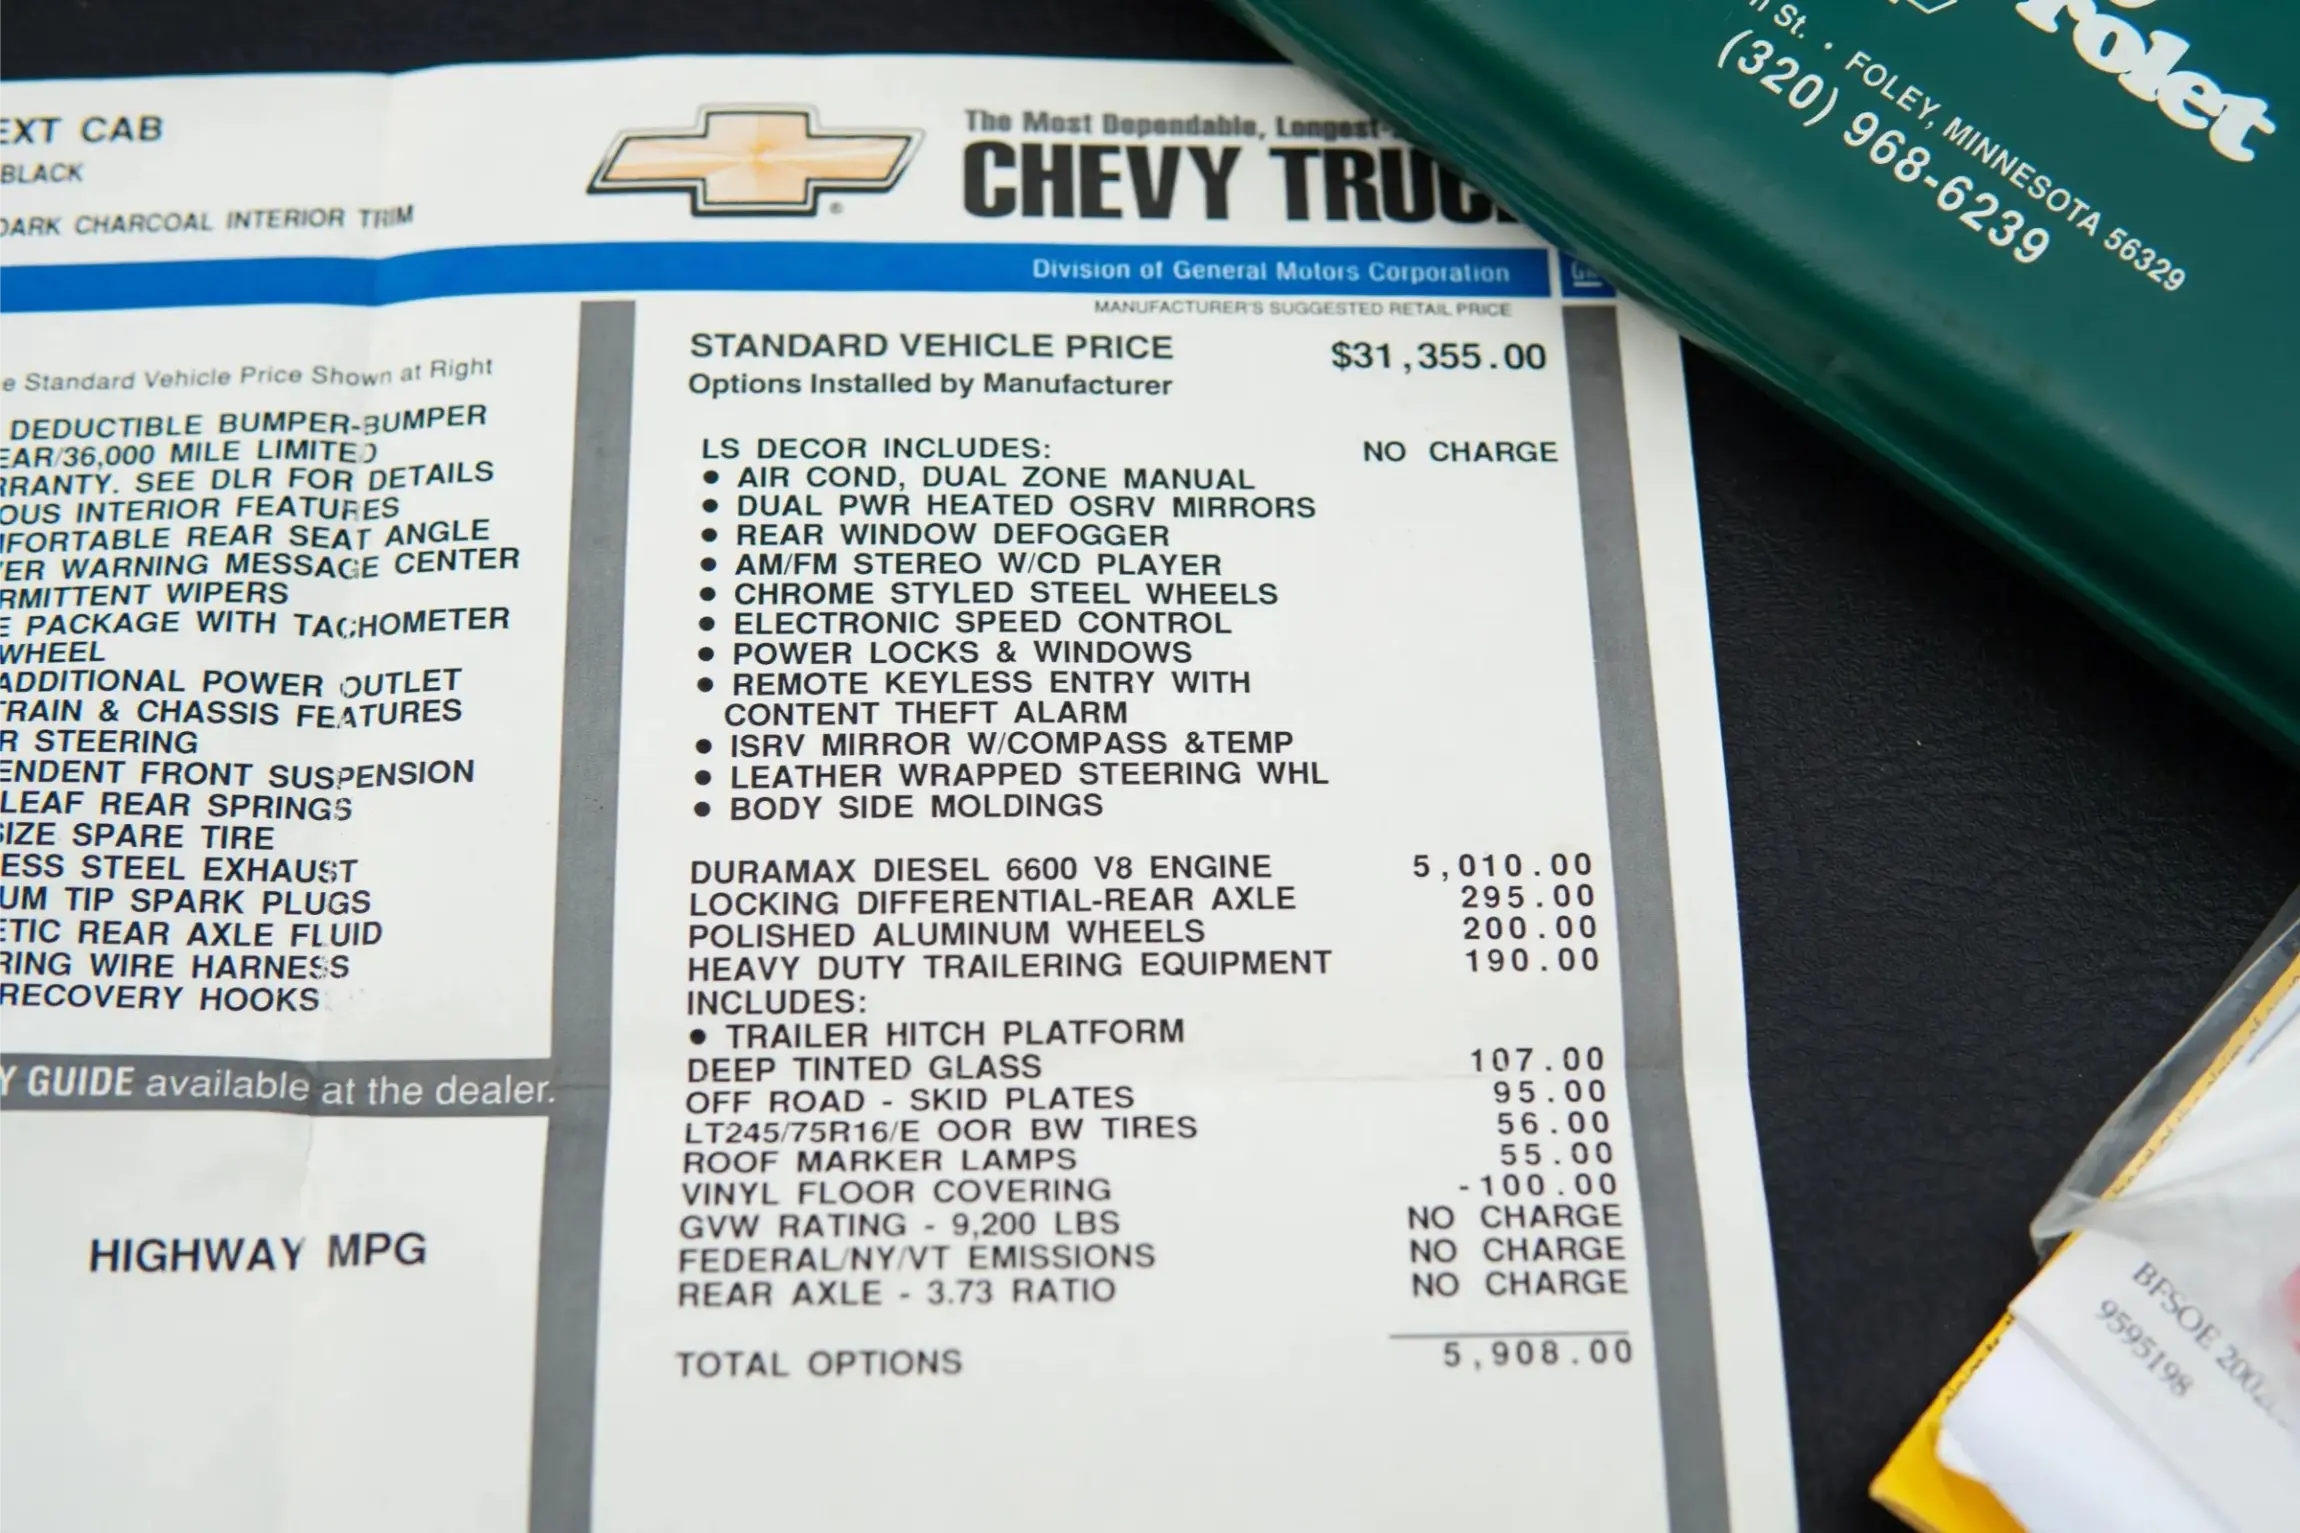 EXT CAB
BLACK
DARK CHARCOAL INTERIOR TRIM
The Most Dependable,
CHEVY
Division of General Motors Corporation
GM
MANUFACTURER'S SUGGESTED RETAIL PRICE
e Standard Vehicle Price Shown at Right
DEDUCTIBLE BUMPER-BUMPER
EAR/36,000 MILE LIMITED
RRANTY. SEE DLR FOR DETAILS
OUS INTERIOR FEATURES
MFORTABLE REAR SEAT ANGLE
ER WARNING MESSAGE CENTER
RMITTENT WIPERS
E PACKAGE WITH TACHOMETER
WHEEL
ADDITIONAL POWER OUTLET
TRAIN & CHASSIS FEATURES
R STEERING
ENDENT FRONT SUSPENSION
LEAF REAR SPRINGS
SIZE SPARE TIRE
ESS STEEL EXHAUST
UM TIP SPARK PLUGS
ETIC REAR AXLE FLUID
RING WIRE HARNESS
RECOVERY HOOKS
Y GUIDE available at the dealer.
HIGHWAY MPG
STANDARD VEHICLE PRICE $31,355.00
Options Installed by Manufacturer
LS DECOR INCLUDES: NO CHARGE
• AIR COND, DUAL ZONE MANUAL
• DUAL PWR HEATED OSRV MIRRORS
• REAR WINDOW DEFOGGER
• AM/FM STEREO W/CD PLAYER
• CHROME STYLED STEEL WHEELS
• ELECTRONIC SPEED CONTROL
• POWER LOCKS & WINDOWS
• REMOTE KEYLESS ENTRY WITH
CONTENT THEFT ALARM
• ISRV MIRROR W/COMPASS &TEMP
• LEATHER WRAPPED STEERING WHL
• BODY SIDE MOLDINGS
DURAMAX DIESEL 6600 V8 ENGINE 5,010.00
LOCKING DIFFERENTIAL-REAR AXLE 295.00
POLISHED ALUMINUM WHEELS 200.00
HEAVY DUTY TRAILERING EQUIPMENT 190.00
INCLUDES:
• TRAILER HITCH PLATFORM
DEEP TINTED GLASS 107.00
OFF ROAD - SKID PLATES 95.00
LT245/75R16/E OOR BW TIRES 56.00
ROOF MARKER LAMPS 55.00
VINYL FLOOR COVERING -100.00
GVW RATING - 9,200 LBS NO CHARGE
FEDERAL/NY/VT EMISSIONS NO CHARGE
REAR AXLE - 3.73 RATIO NO CHARGE
TOTAL OPTIONS 5,908.00
rolet
St. • FOLEY, MINNESOTA 56329
(320) 968-6239
BFSOE
9595198